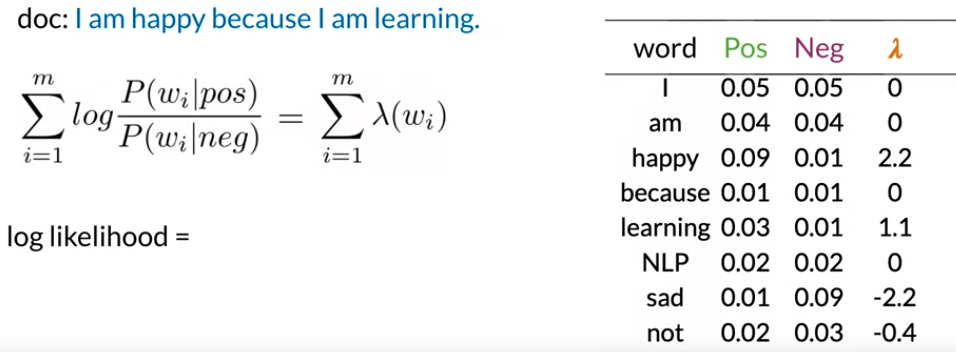 doc: I am happy because I am learning.
m m
∑ log P(wᵢ|pos) / P(wᵢ|neg) = ∑ λ(wᵢ)
i=1 i=1
log likelihood =
word Pos Neg λ
I 0.05 0.05 0
am 0.04 0.04 0
happy 0.09 0.01 2.2
because 0.01 0.01 0
learning 0.03 0.01 1.1
NLP 0.02 0.02 0
sad 0.01 0.09 -2.2
not 0.02 0.03 -0.4